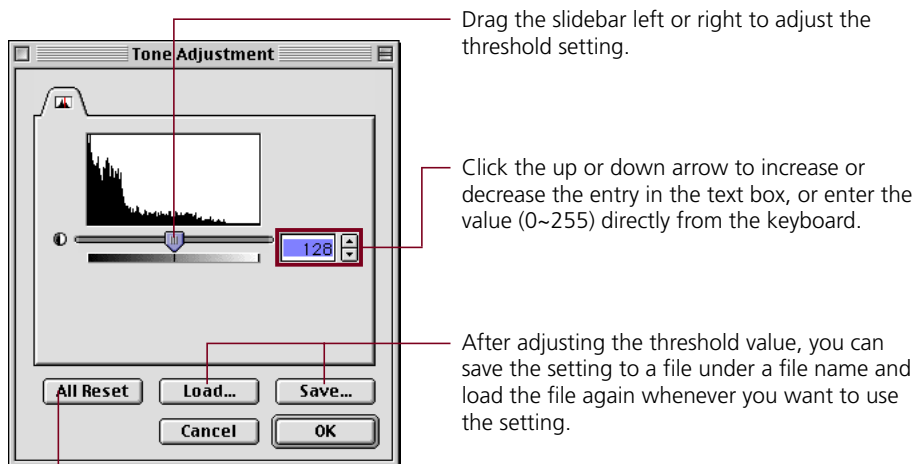 Drag the slidebar left or right to adjust the
threshold setting.
Tone Adjustment
Click the up or down arrow to increase or
decrease the entry in the text box, or enter the
value (0~255) directly from the keyboard.
128
After adjusting the threshold value, you can
save the setting to a file under a file name and
load the file again whenever you want to use
the setting.
All Reset
Load...
Save...
Cancel
OK